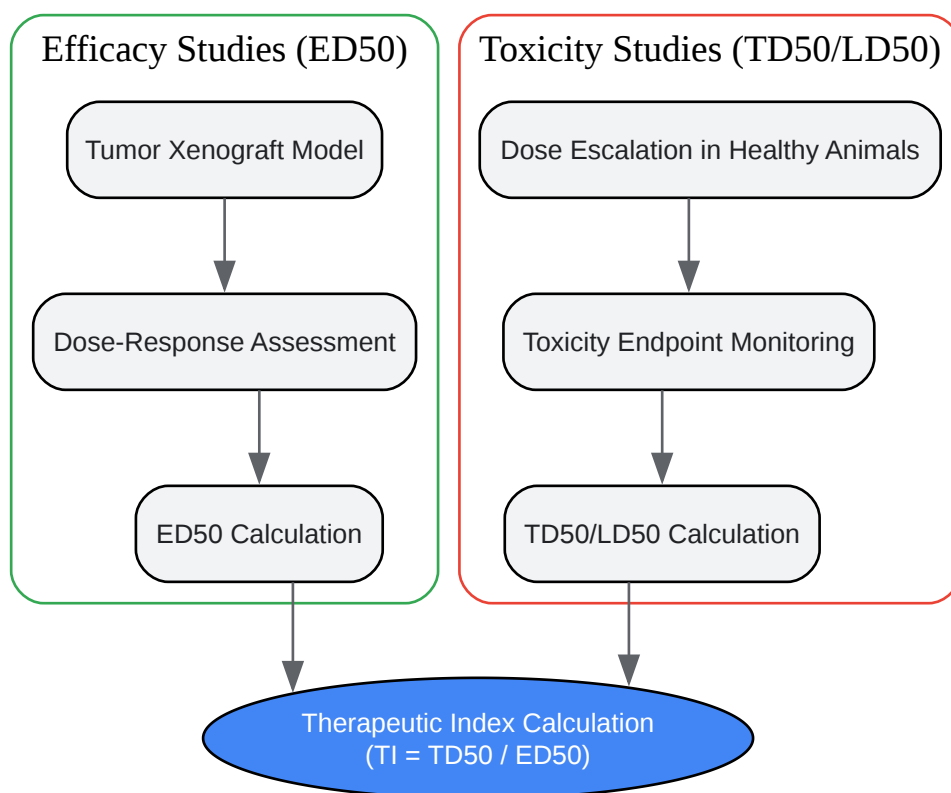 Efficacy Studies (ED50)
Tumor Xenograft Model
Dose-Response Assessment
ED50 Calculation
Toxicity Studies (TD50/LD50)
Dose Escalation in Healthy Animals
Toxicity Endpoint Monitoring
TD50/LD50 Calculation
Therapeutic Index Calculation
(TI = TD50 / ED50)